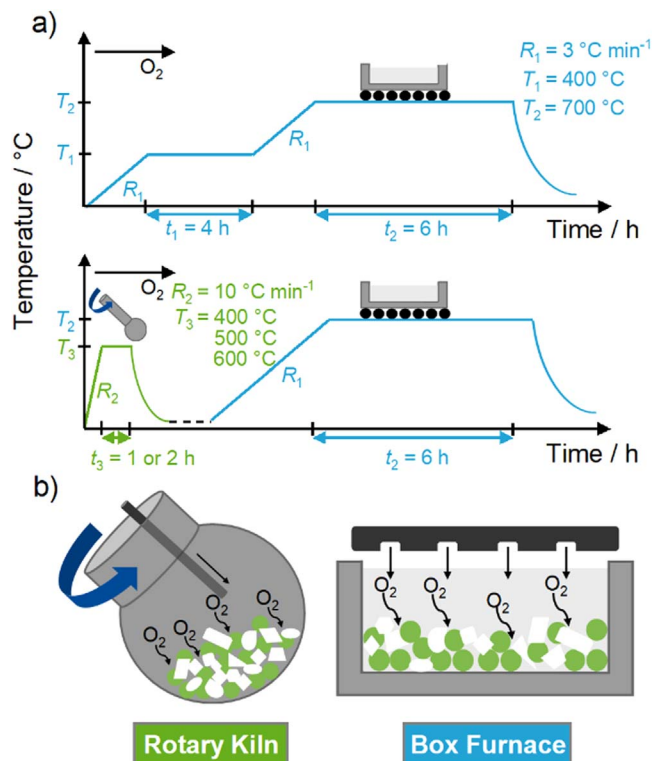 a)
O₂
R₁ = 3 °C min⁻¹
T₁ = 400 °C
T₂ = 700 °C
T₂
T₁
R₁
R₁
t₁ = 4 h
t₂ = 6 h
Time / h
Temperature / °C
O₂
R₂ = 10 °C min⁻¹
T₃ = 400 °C
500 °C
600 °C
T₂
T₃
R₂
R₁
t₃ = 1 or 2 h
t₂ = 6 h
Time / h
b)
O₂
O₂
O₂
O₂
O₂
O₂
O₂
O₂
Rotary Kiln
Box Furnace